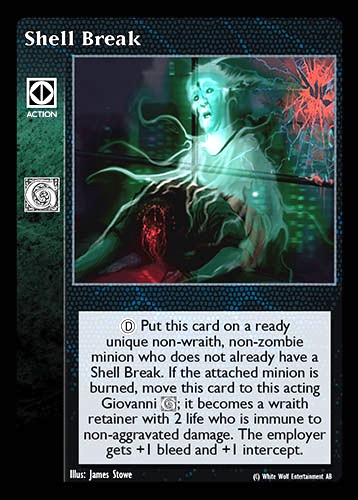 Shell Break
ACTION
D Put this card on a ready
unique non-wraith, non-zombie
minion who does not already have a
Shell Break. If the attached minion is
burned, move this card to this acting
Giovanni ; it becomes a wraith
retainer with 2 life who is immune to
non-aggravated damage. The employer
gets +1 bleed and +1 intercept.
Illus: James Stowe
(C) White Wolf Entertainment AB